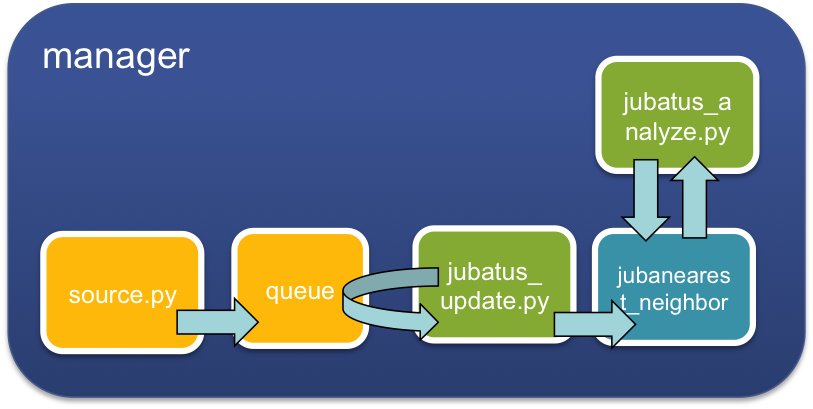 manager
jubatus_a
nalyze.py
source.py
queue
jubatus_
update.py
jubaneares
t_neighbor